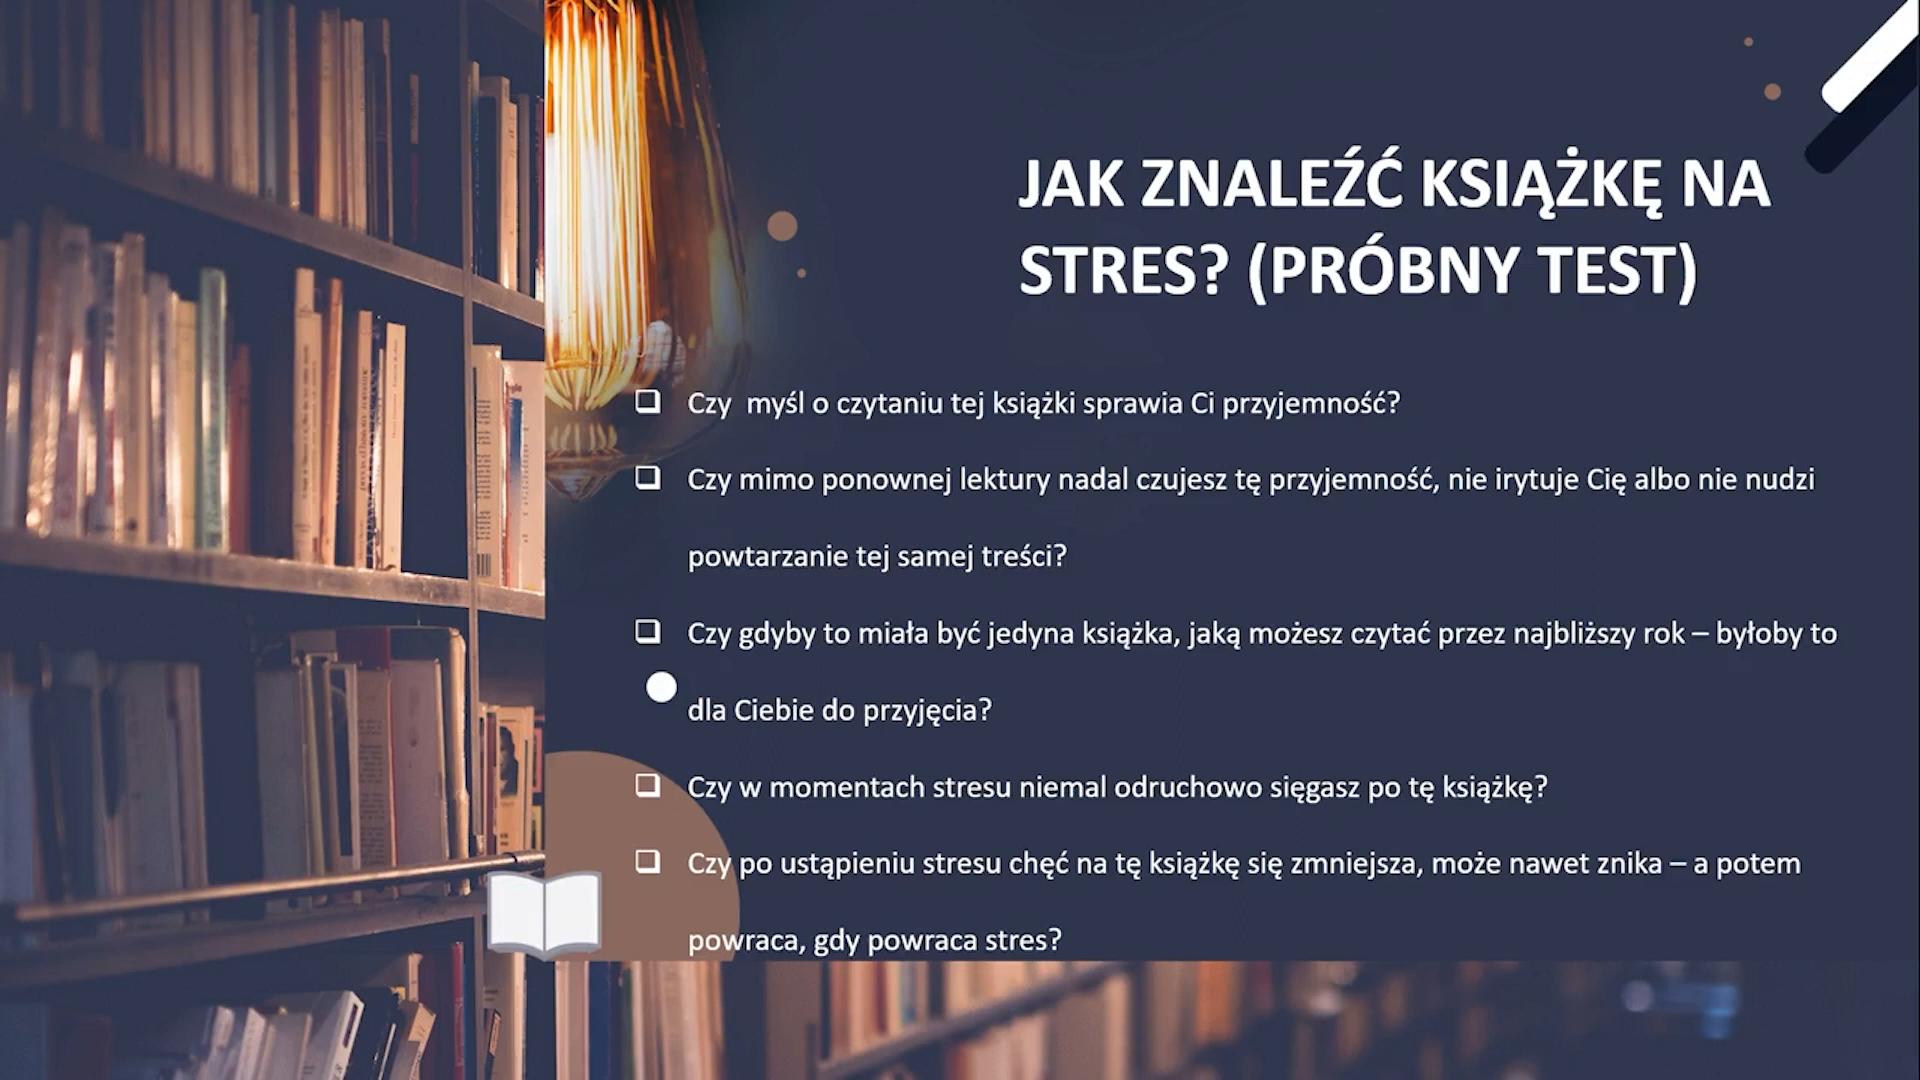 JAK ZNALEŹĆ KSIĄŻKĘ NA
STRES? (PRÓBNY TEST)
Czy  myśl o czytaniu tej książki sprawia Ci przyjemność?
Czy mimo ponownej lektury nadal czujesz tę przyjemność, nie irytuje Cię albo nie nudzi
powtarzanie tej samej treści?
Czy gdyby to miała być jedyna książka, jaką możesz czytać przez najbliższy rok – byłoby to
dla Ciebie do przyjęcia?
Czy w momentach stresu niemal odruchowo sięgasz po tę książkę?
Czy po ustąpieniu stresu chęć na tę książkę się zmniejsza, może nawet znika – a potem
powraca, gdy powraca stres?